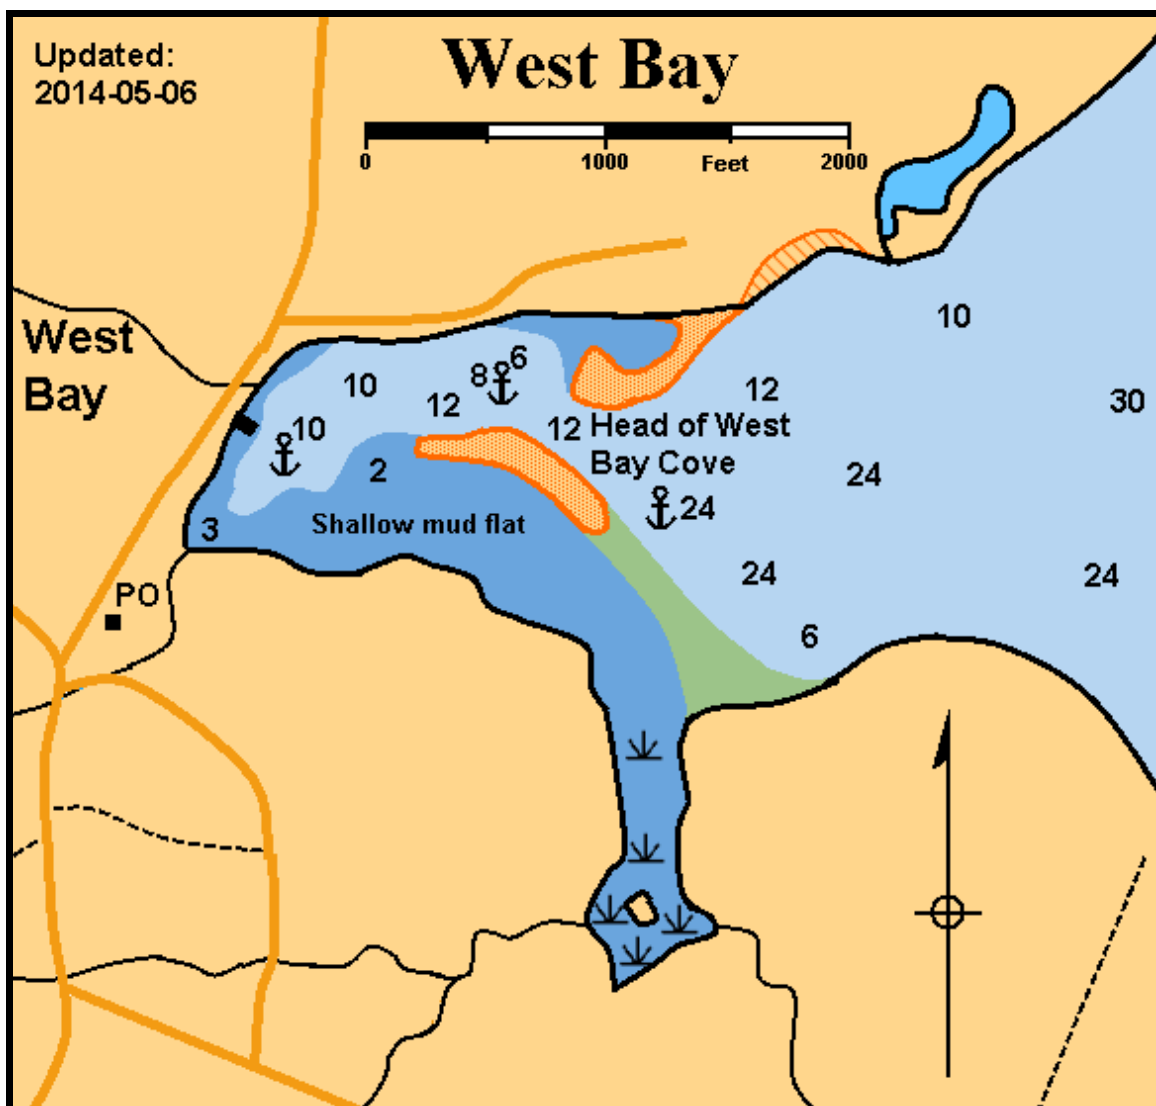 Updated:
2014-05-06
West Bay
0 1000 Feet 2000
10
West
Bay
6
8
10
12
12
30
12
Head of West
Bay Cove
10
2
24
24
Shallow mud flat
3
24
24
PO
6